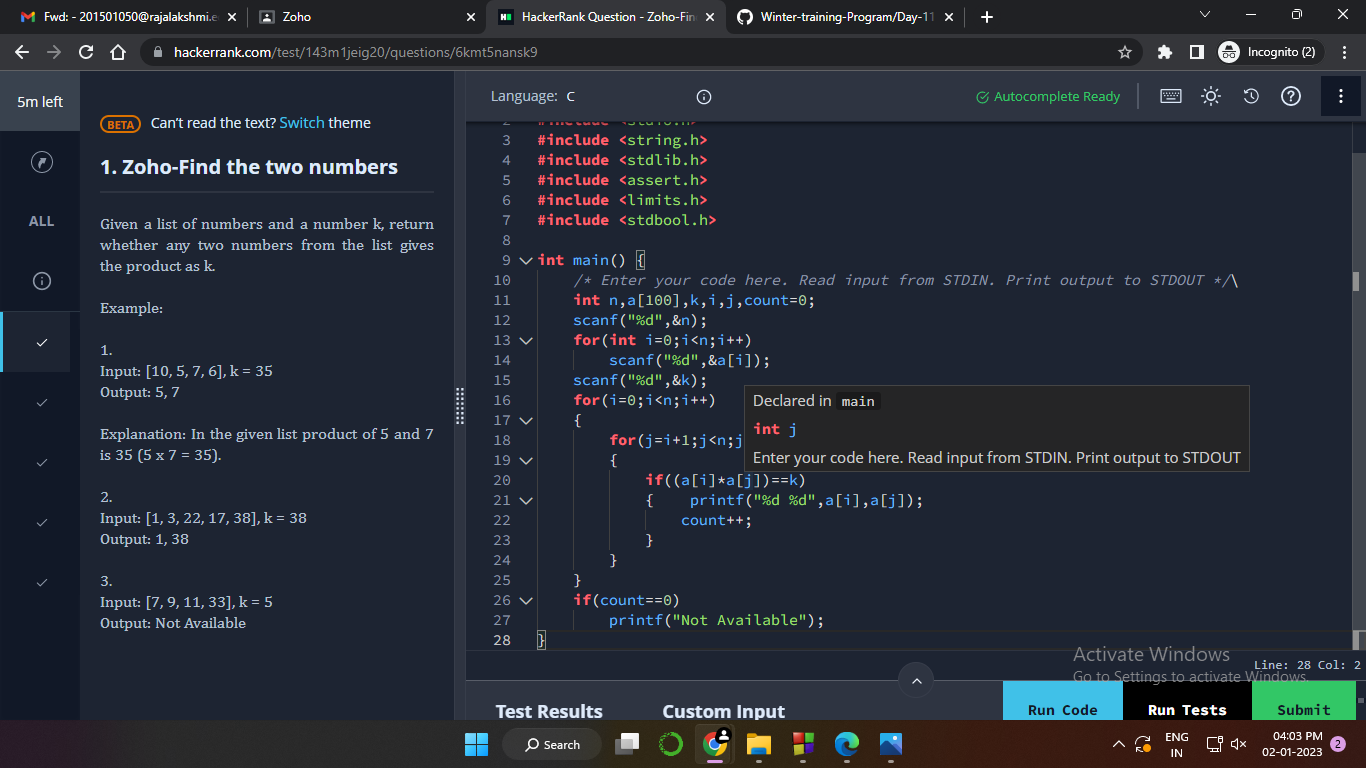 Fwd: - 201501050@rajalakshmi.e
Zoho
HackerRank Question - Zoho-Fin
Winter-training-Program/Day-11
hackerrank.com/test/143m1jeig20/questions/6kmt5nansk9
Incognito (2)
5m left
ALL
BETA Can't read the text? Switch theme
1. Zoho-Find the two numbers
Given a list of numbers and a number k, return
whether any two numbers from the list gives
the product as k.
Example:
1.
Input: [10, 5, 7, 6], k = 35
Output: 5, 7
Explanation: In the given list product of 5 and 7
is 35 (5 x 7 = 35).
2.
Input: [1, 3, 22, 17, 38], k = 38
Output: 1, 38
3.
Input: [7, 9, 11, 33], k = 5
Output: Not Available
Language: C
Autocomplete Ready
2 #include <stdio.h>
3 #include <string.h>
4 #include <stdlib.h>
5 #include <assert.h>
6 #include <limits.h>
7 #include <stdbool.h>
8
9 int main() {
10 /* Enter your code here. Read input from STDIN. Print output to STDOUT */\
11 int n,a[100],k,i,j,count=0;
12 scanf("%d",&n);
13 for(int i=0;i<n;i++)
14 scanf("%d",&a[i]);
15 scanf("%d",&k);
16 for(i=0;i<n;i++)
17 {
18 for(j=i+1;j<n;j
19 {
20 if((a[i]*a[j])==k)
21 { printf("%d %d",a[i],a[j]);
22 count++;
23 }
24 }
25 }
26 if(count==0)
27 printf("Not Available");
28 }
Declared in main
int j
Enter your code here. Read input from STDIN. Print output to STDOUT
Activate Windows
Go to Settings to activate Windows.
Line: 28 Col: 2
Test Results
Custom Input
Run Code
Run Tests
Submit
Search
ENG
IN
04:03 PM
02-01-2023
2